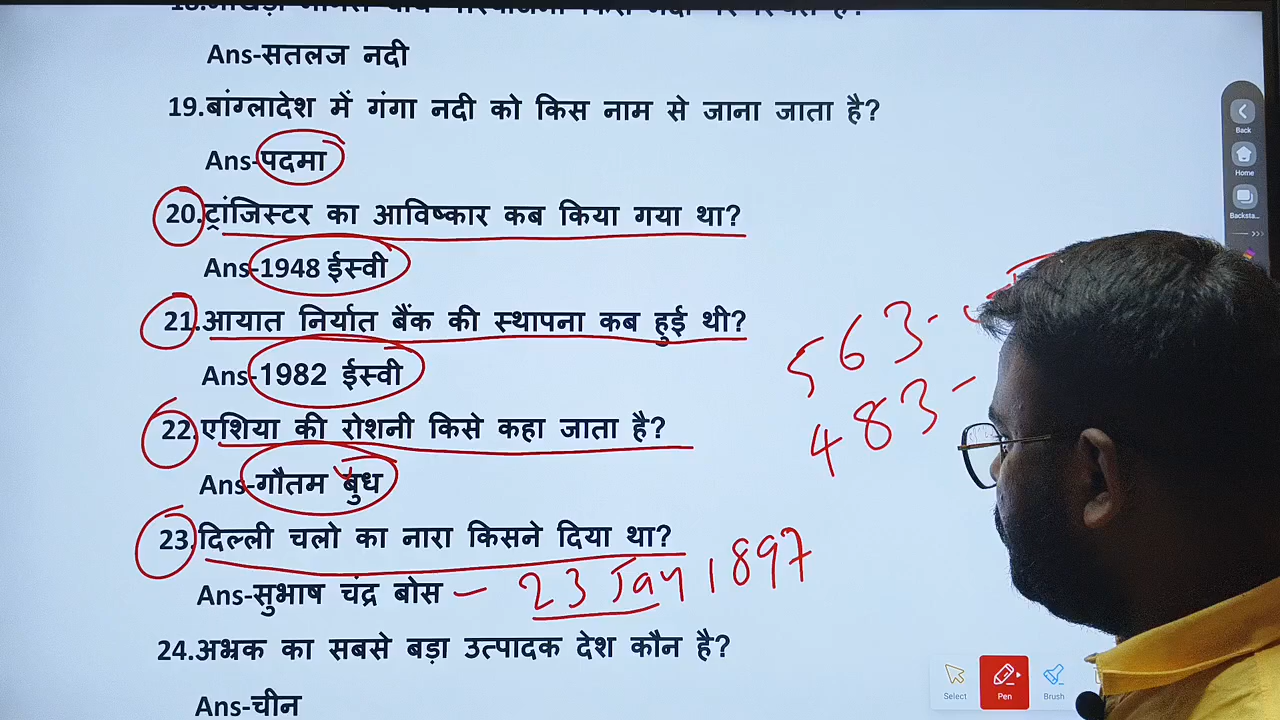 Ans-सतलज नदी
19.बांग्लादेश में गंगा नदी को किस नाम से जाना जाता है?
Ans-पदमा
20.ट्रांजिस्टर का आविष्कार कब किया गया था?
Ans-1948 ईस्वी
21.आयात निर्यात बैंक की स्थापना कब हुई थी?
Ans-1982 ईस्वी
22.एशिया की रोशनी किसे कहा जाता है?
Ans-गौतम बुध
23.दिल्ली चलो का नारा किसने दिया था?
Ans-सुभाष चंद्र बोस – 23 Jan 1897
24.अभ्रक का सबसे बड़ा उत्पादक देश कौन है?
Ans-चीन
563-
483-
Back
Home
Backsta...
Select
Pen
Brush